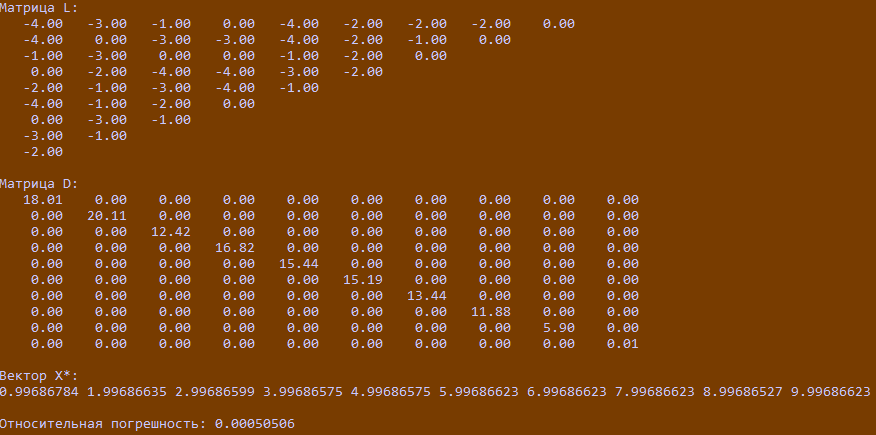 Матрица L:
-4.00 -3.00 -1.00 0.00 -4.00 -2.00 -2.00 -2.00 0.00
-4.00 0.00 -3.00 -3.00 -4.00 -2.00 -1.00 0.00
-1.00 -3.00 0.00 0.00 -1.00 -2.00 0.00
0.00 -2.00 -4.00 -4.00 -3.00 -2.00
-2.00 -1.00 -3.00 -4.00 -1.00
-4.00 -1.00 -2.00 0.00
0.00 -3.00 -1.00
-3.00 -1.00
-2.00
Матрица D:
18.01 0.00 0.00 0.00 0.00 0.00 0.00 0.00 0.00 0.00
0.00 20.11 0.00 0.00 0.00 0.00 0.00 0.00 0.00 0.00
0.00 0.00 12.42 0.00 0.00 0.00 0.00 0.00 0.00 0.00
0.00 0.00 0.00 16.82 0.00 0.00 0.00 0.00 0.00 0.00
0.00 0.00 0.00 0.00 15.44 0.00 0.00 0.00 0.00 0.00
0.00 0.00 0.00 0.00 0.00 15.19 0.00 0.00 0.00 0.00
0.00 0.00 0.00 0.00 0.00 0.00 13.44 0.00 0.00 0.00
0.00 0.00 0.00 0.00 0.00 0.00 0.00 11.88 0.00 0.00
0.00 0.00 0.00 0.00 0.00 0.00 0.00 0.00 5.90 0.00
0.00 0.00 0.00 0.00 0.00 0.00 0.00 0.00 0.00 0.01
Вектор X*:
0.99686784 1.99686635 2.99686599 3.99686575 4.99686575 5.99686623 6.99686623 7.99686623 8.99686527 9.99686623
Относительная погрешность: 0.00050506